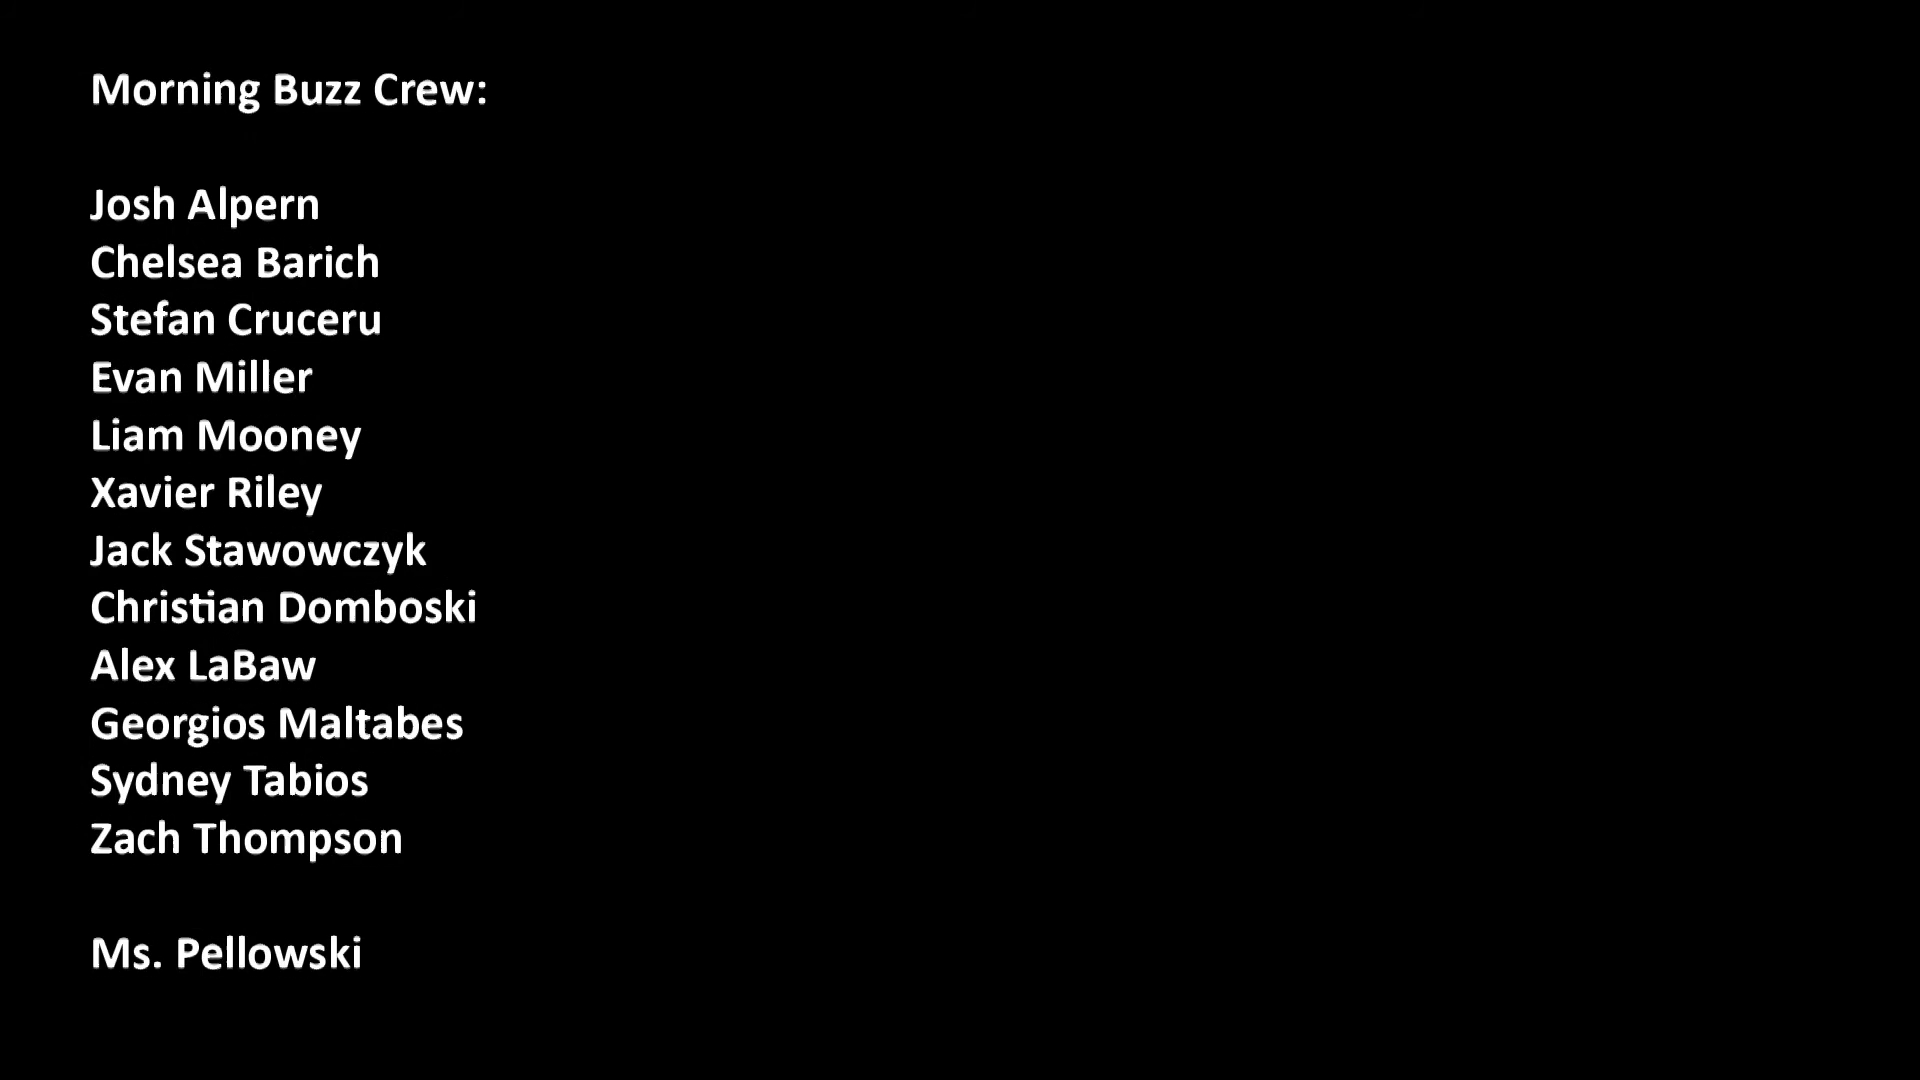 Morning Buzz Crew:
Josh Alpern
Chelsea Barich
Stefan Cruceru
Evan Miller
Liam Mooney
Xavier Riley
Jack Stawowczyk
Christian Domboski
Alex LaBaw
Georgios Maltabes
Sydney Tabios
Zach Thompson
Ms. Pellowski